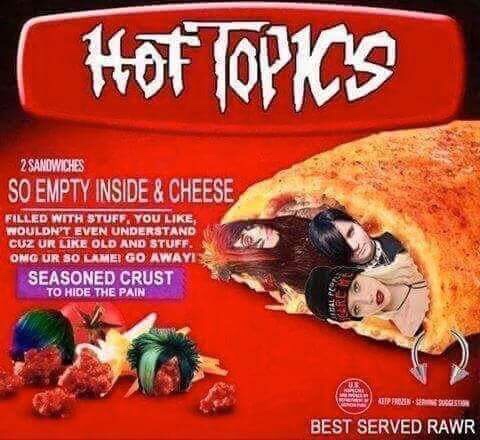 HOT TOPICS
2 SANDWICHES
SO EMPTY INSIDE & CHEESE
FILLED WITH STUFF, YOU LIKE,
WOULDN'T EVEN UNDERSTAND
CUZ UR LIKE OLD AND STUFF.
OMG UR SO LAME! GO AWAY!
SEASONED CRUST
TO HIDE THE PAIN
U.S.
KEEP FROZEN - SERVING SUGGESTION
BEST SERVED RAWR